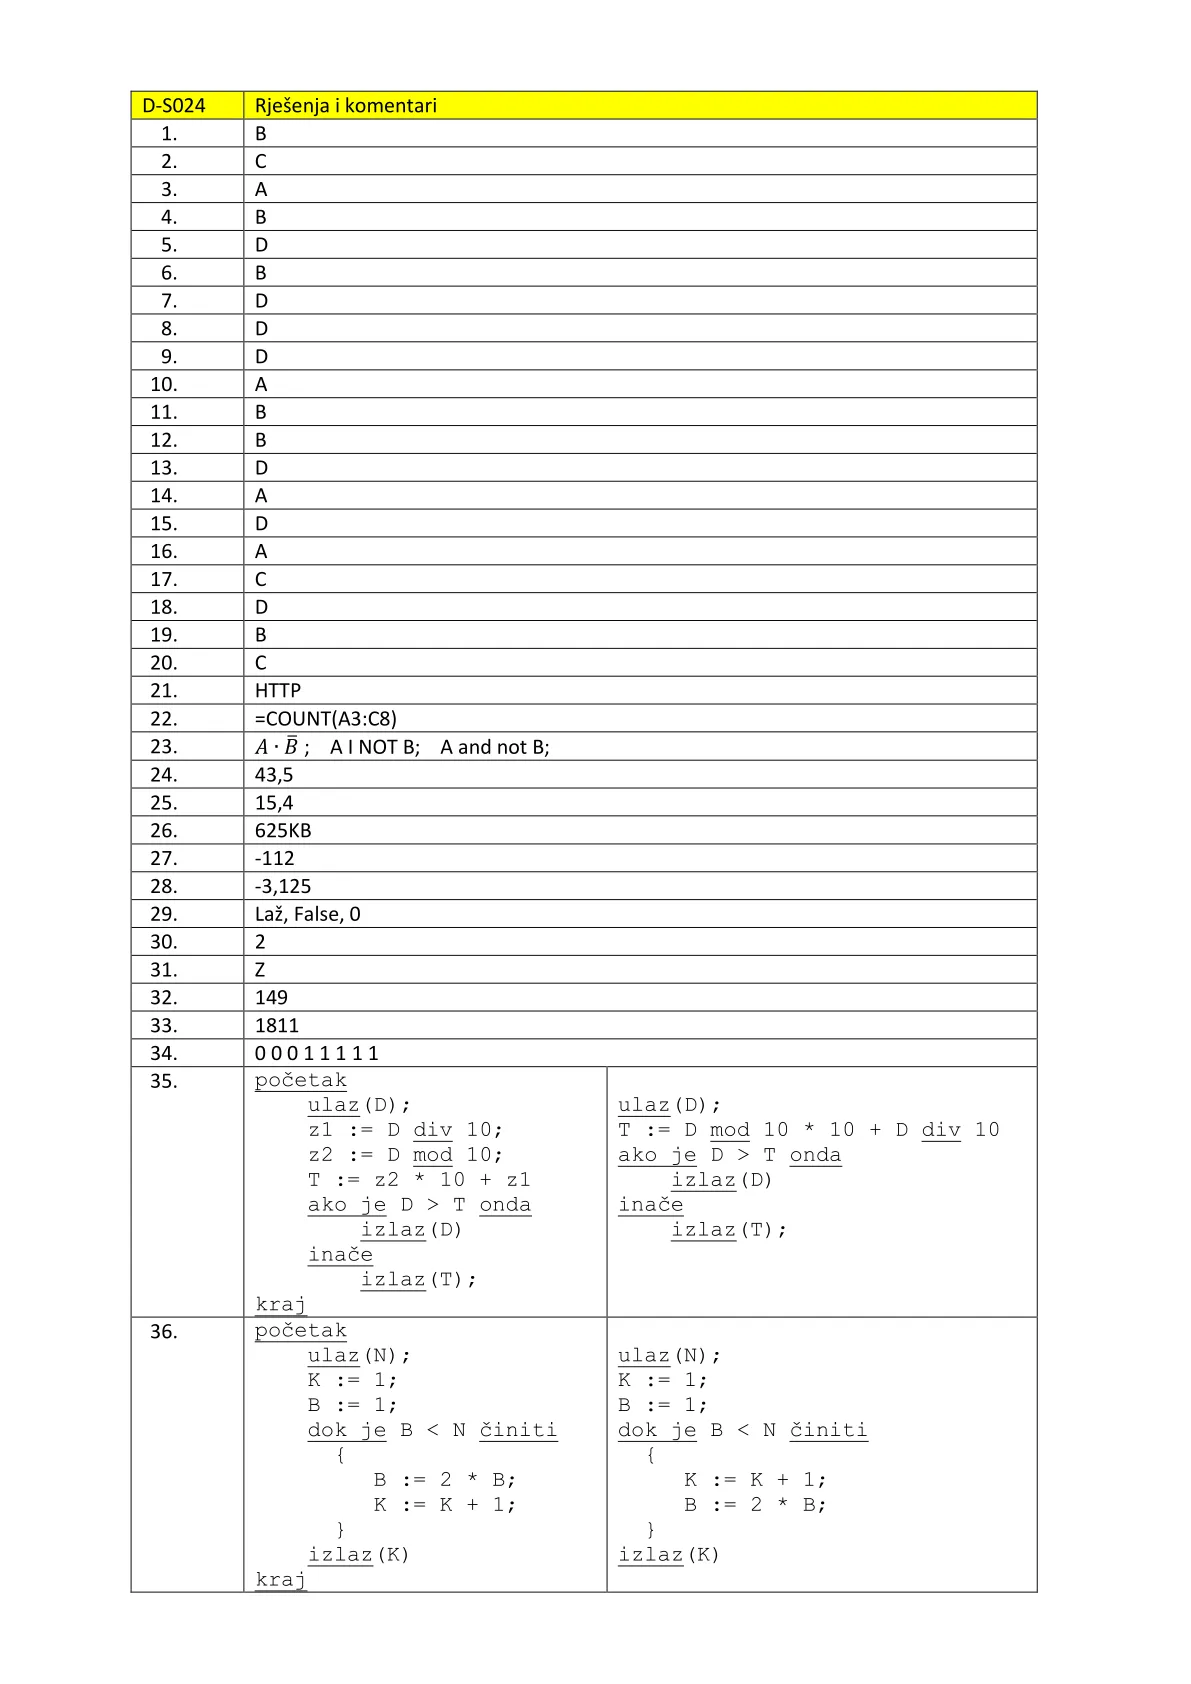 D-S024 Rješenja i komentari
1. B
2. C
3. A
4. B
5. D
6. B
7. D
8. D
9. D
10. A
11. B
12. B
13. D
14. A
15. D
16. A
17. C
18. D
19. B
20. C
21. HTTP
22. =COUNT(A3:C8)
23. A · B̅ ; A I NOT B; A and not B;
24. 43,5
25. 15,4
26. 625KB
27. -112
28. -3,125
29. Laž, False, 0
30. 2
31. Z
32. 149
33. 1811
34. 0 0 0 1 1 1 1 1
35. početak
ulaz(D);
z1 := D div 10;
z2 := D mod 10;
T := z2 * 10 + z1
ako je D > T onda
izlaz(D)
inače
izlaz(T);
kraj
ulaz(D);
T := D mod 10 * 10 + D div 10
ako je D > T onda
izlaz(D)
inače
izlaz(T);
36. početak
ulaz(N);
K := 1;
B := 1;
dok je B < N činiti
{
B := 2 * B;
K := K + 1;
}
izlaz(K)
kraj
ulaz(N);
K := 1;
B := 1;
dok je B < N činiti
{
K := K + 1;
B := 2 * B;
}
izlaz(K)